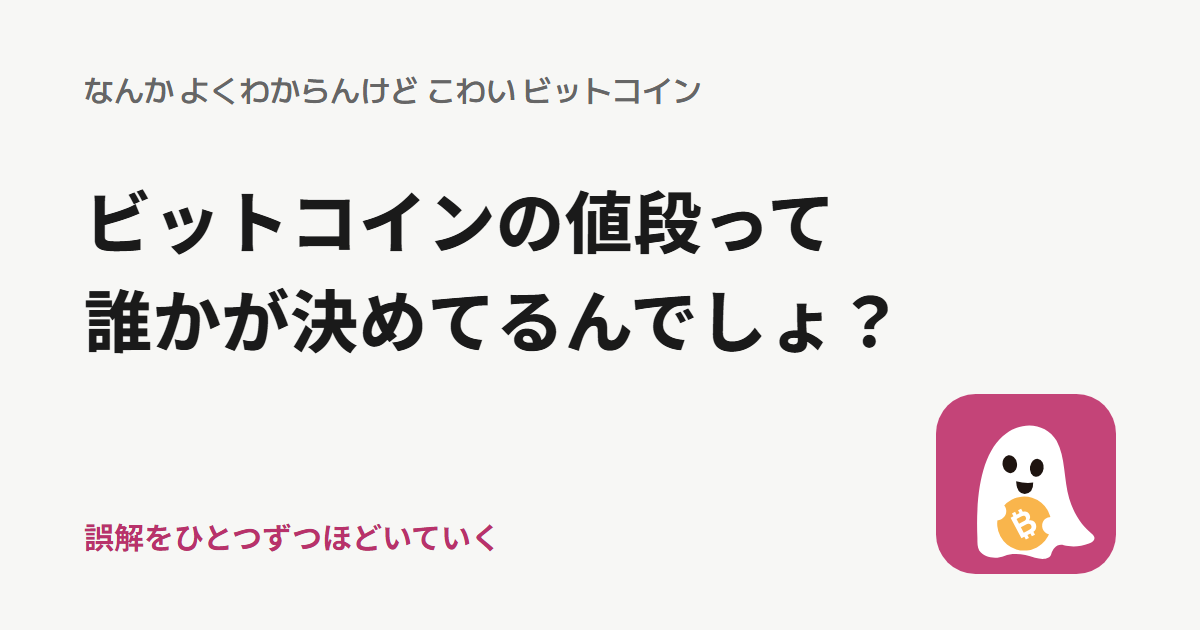 なんか よくわからんけど こわい ビットコイン
ビットコインの値段って
誰かが決めてるんでしょ？
誤解をひとつずつほどいていく